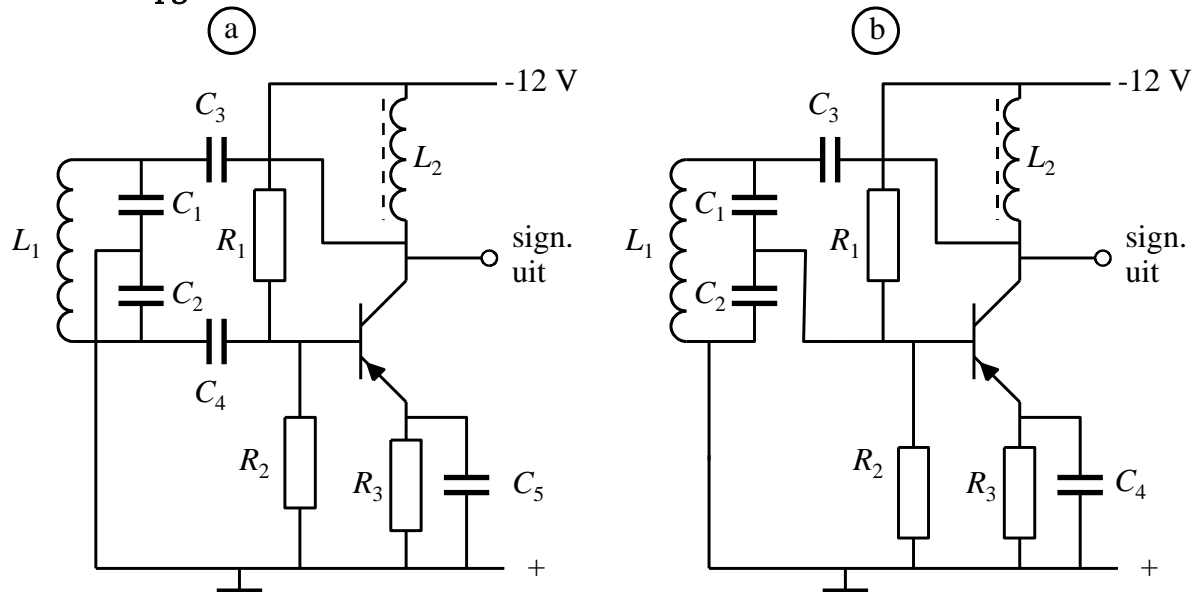 a
-12 V
C3
L2
C1
L1
R1
sign.
uit
C2
C4
R2
R3
C5
+
b
-12 V
C3
L2
C1
L1
R1
sign.
uit
C2
R2
R3
C4
+